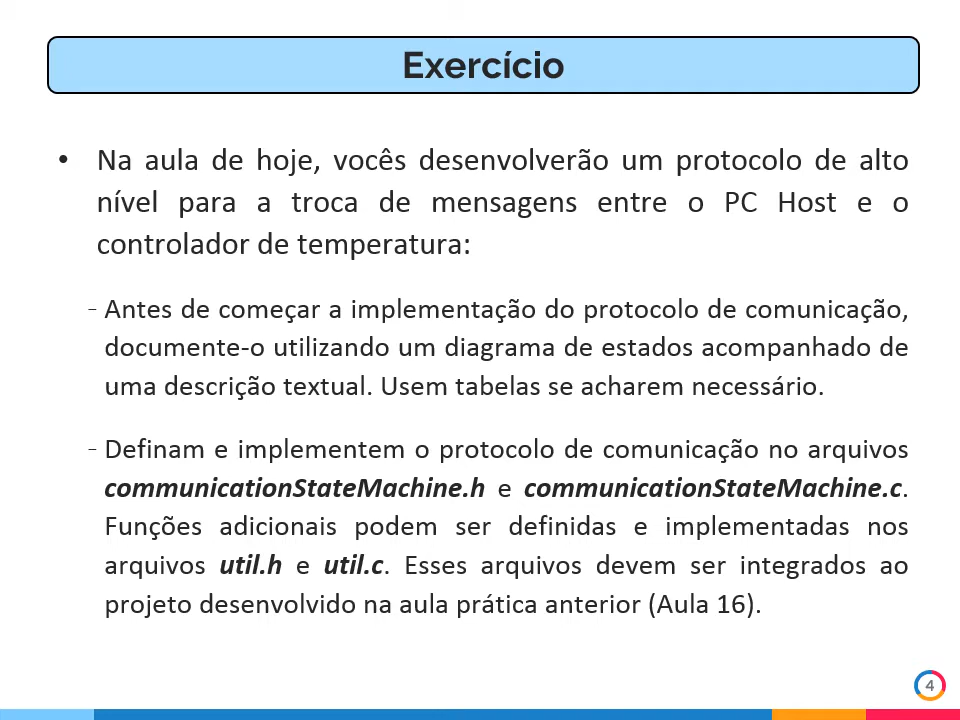 Exercício
• Na aula de hoje, vocês desenvolverão um protocolo de alto
nível para a troca de mensagens entre o PC Host e o
controlador de temperatura:
- Antes de começar a implementação do protocolo de comunicação,
documente-o utilizando um diagrama de estados acompanhado de
uma descrição textual. Usem tabelas se acharem necessário.
- Definam e implementem o protocolo de comunicação no arquivos
communicationStateMachine.h e communicationStateMachine.c.
Funções adicionais podem ser definidas e implementadas nos
arquivos util.h e util.c. Esses arquivos devem ser integrados ao
projeto desenvolvido na aula prática anterior (Aula 16).
4